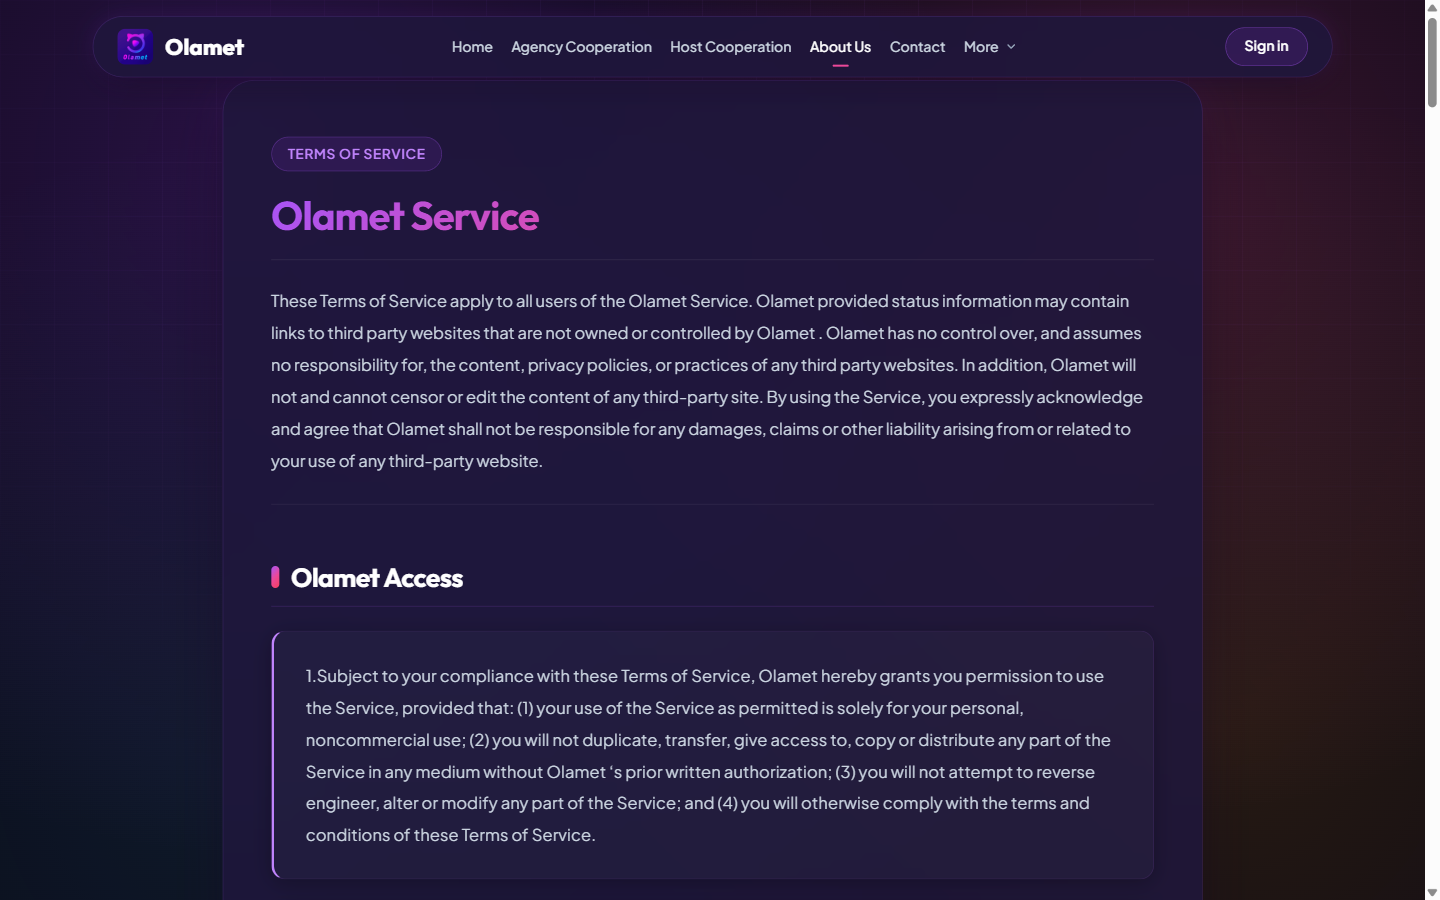 Olamet
Olamet
Home
Agency Cooperation
Host Cooperation
About Us
Contact
More
Sign in
TERMS OF SERVICE
Olamet Service
These Terms of Service apply to all users of the Olamet Service. Olamet provided status information may contain
links to third party websites that are not owned or controlled by Olamet . Olamet has no control over, and assumes
no responsibility for, the content, privacy policies, or practices of any third party websites. In addition, Olamet will
not and cannot censor or edit the content of any third-party site. By using the Service, you expressly acknowledge
and agree that Olamet shall not be responsible for any damages, claims or other liability arising from or related to
your use of any third-party website.
Olamet Access
1.Subject to your compliance with these Terms of Service, Olamet hereby grants you permission to use
the Service, provided that: (1) your use of the Service as permitted is solely for your personal,
noncommercial use; (2) you will not duplicate, transfer, give access to, copy or distribute any part of the
Service in any medium without Olamet ‘s prior written authorization; (3) you will not attempt to reverse
engineer, alter or modify any part of the Service; and (4) you will otherwise comply with the terms and
conditions of these Terms of Service.